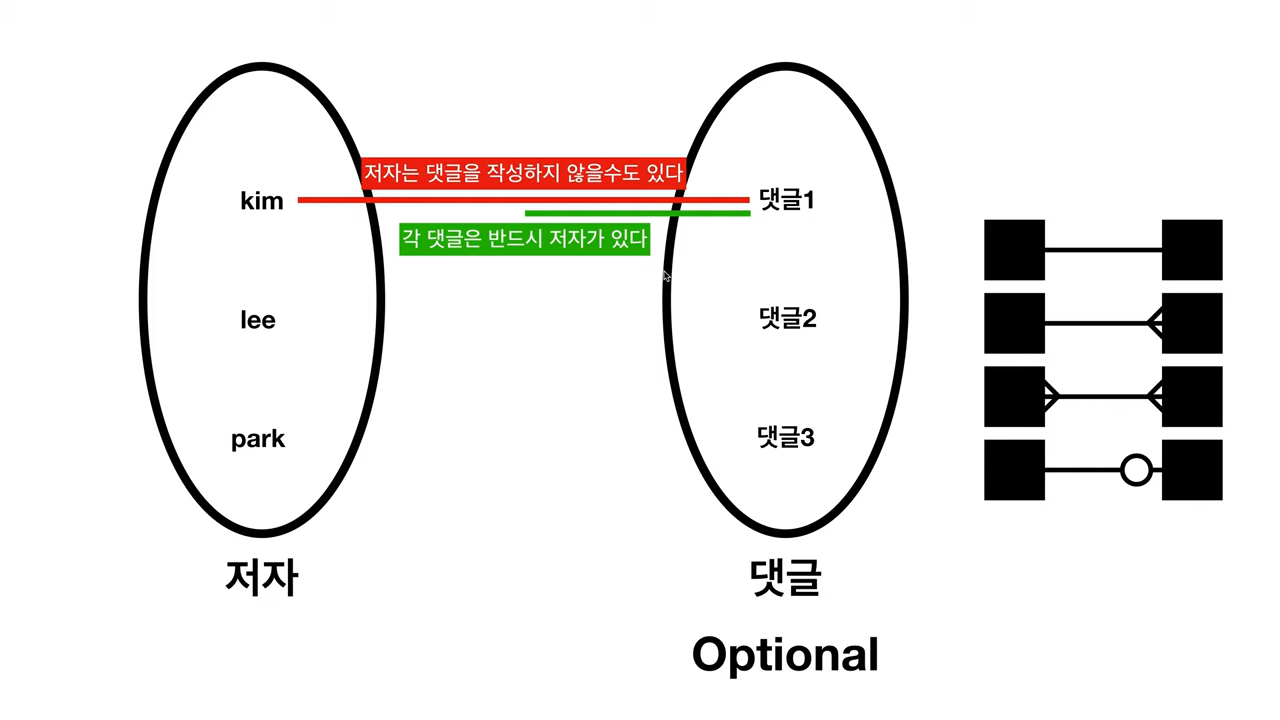 저자는 댓글을 작성하지 않을수도 있다
kim
댓글1
각 댓글은 반드시 저자가 있다
lee
댓글2
park
댓글3
저자
댓글
Optional